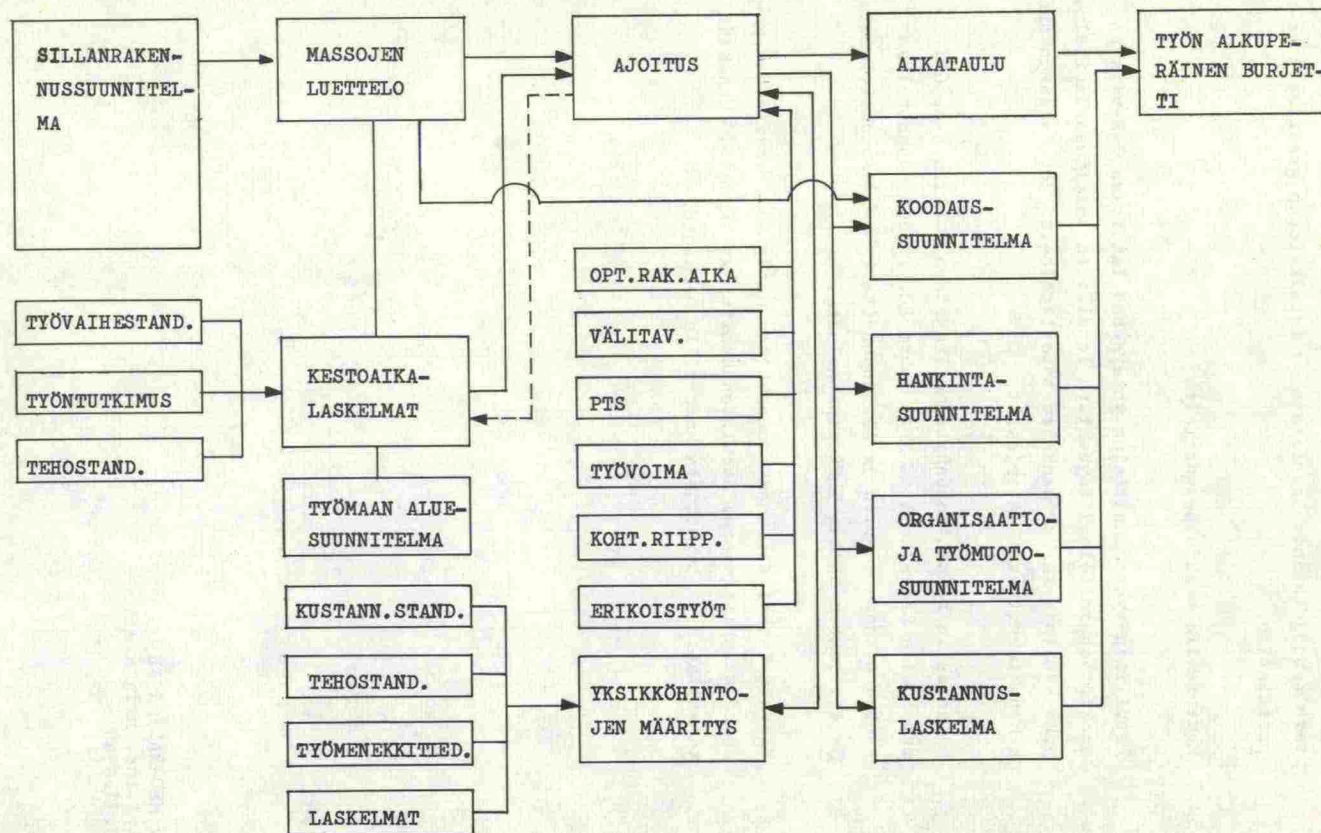 SILLANRAKEN-
NUSSUUNNITEL-
MA
MASSOJEN
LUETTELO
AJOITUS
AIKATAULU
TYÖN ALKUPE-
RÄINEN BURJET-
TI
KOODAUS-
SUUNNITELMA
OPT.RAK.AIKA
VÄLITAV.
PTS
TYÖVOIMA
KOHT.RIIPP.
ERIKOISTYÖT
TYÖVAIHESTAND.
TYÖNTUTKIMUS
TEHOSTAND.
KESTOAIKA-
LASKELMAT
HANKINTA-
SUUNNITELMA
TYÖMAAN ALUE-
SUUNNITELMA
ORGANISAATIO-
JA TYÖMUOTO-
SUUNNITELMA
KUSTANN.STAND.
TEHOSTAND.
TYÖMENEKKITIED.
LASKELMAT
YKSIKKÖHINTO-
JEN MÄÄRITYS
KUSTANNUS-
LASKELMA